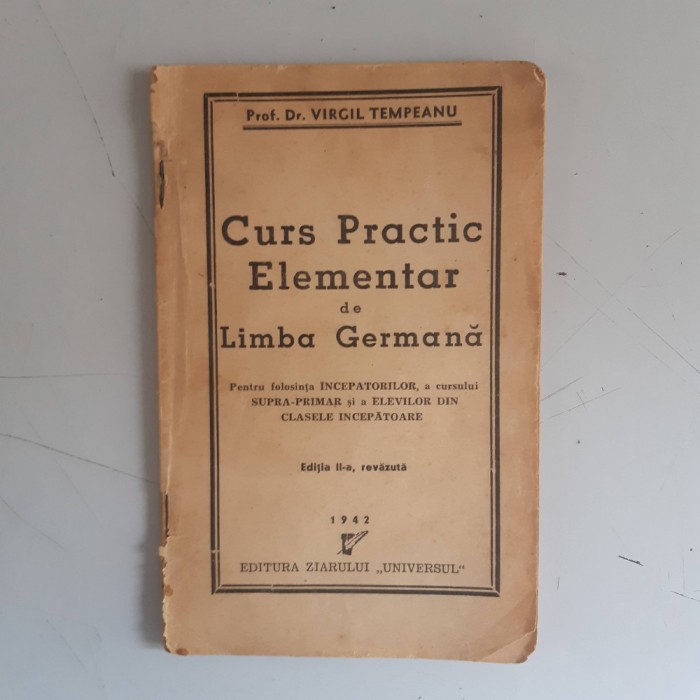 Prof. Dr. VIRGIL TEMPEANU
Curs Practic
Elementar
de
Limba Germană
Pentru folosința INCEPATORILOR, a cursului
SUPRA-PRIMAR și a ELEVILOR DIN
CLASELE INCEPĂTOARE
Ediția II-a, revăzută
1942
EDITURA ZIARULUI „UNIVERSUL"